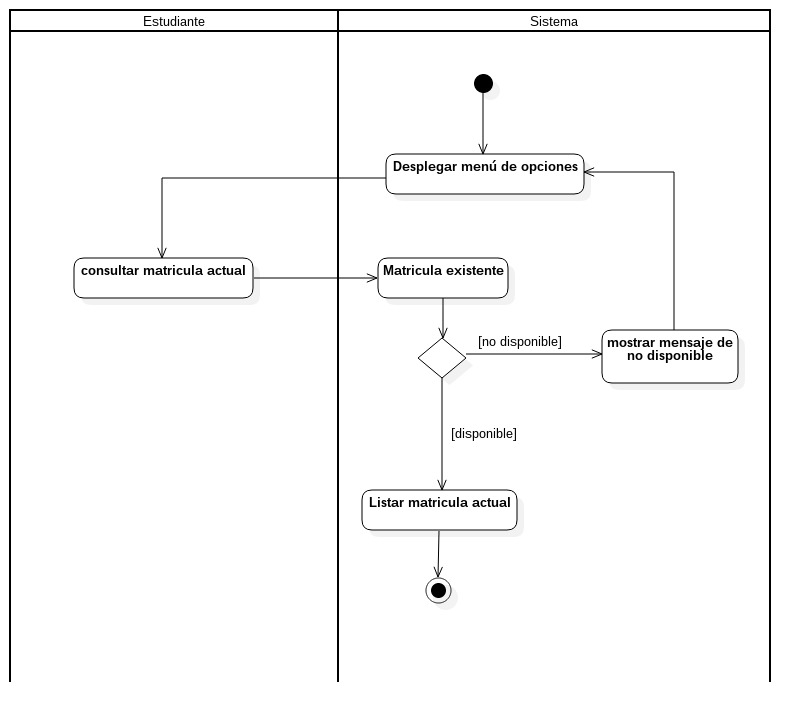 Estudiante
Sistema
Desplegar menú de opciones
consultar matricula actual
Matricula existente
[no disponible]
mostrar mensaje de
no disponible
[disponible]
Listar matricula actual